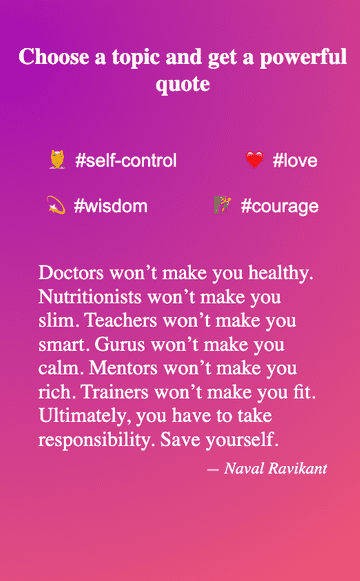 Choose a topic and get a powerful
quote
#self-control
#love
#wisdom
#courage
Doctors won’t make you healthy.
Nutritionists won’t make you
slim. Teachers won’t make you
smart. Gurus won’t make you
calm. Mentors won’t make you
rich. Trainers won’t make you fit.
Ultimately, you have to take
responsibility. Save yourself.
— Naval Ravikant